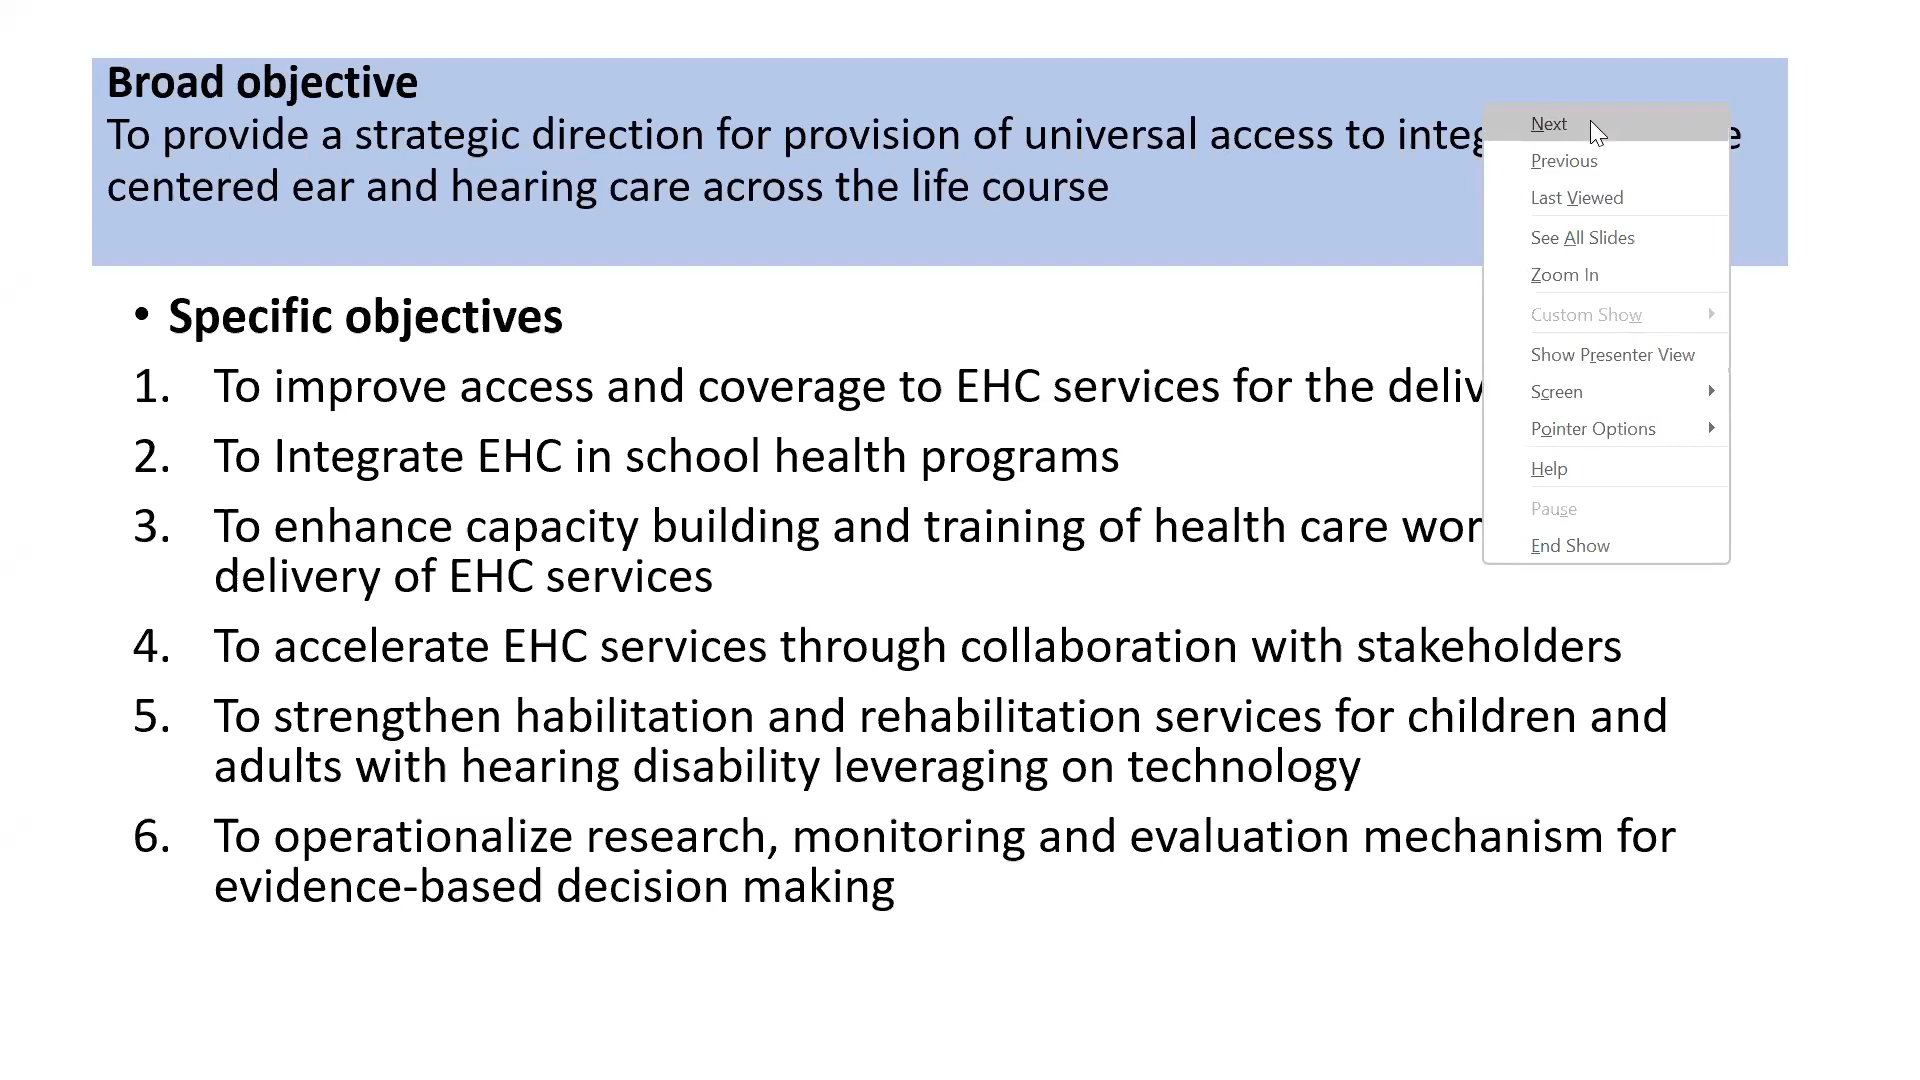 Broad objective
To provide a strategic direction for provision of universal access to
centered ear and hearing care across the life course
• Specific objectives
1. To improve access and coverage to EHC services for the
2. To Integrate EHC in school health programs
3. To enhance capacity building and training of health care
delivery of EHC services
4. To accelerate EHC services through collaboration with stakeholders
5. To strengthen habilitation and rehabilitation services for children and
adults with hearing disability leveraging on technology
6. To operationalize research, monitoring and evaluation mechanism for
evidence-based decision making
Next
Previous
Last Viewed
See All Slides
Zoom In
Custom Show
Show Presenter View
Screen
Pointer Options
Help
Pause
End Show